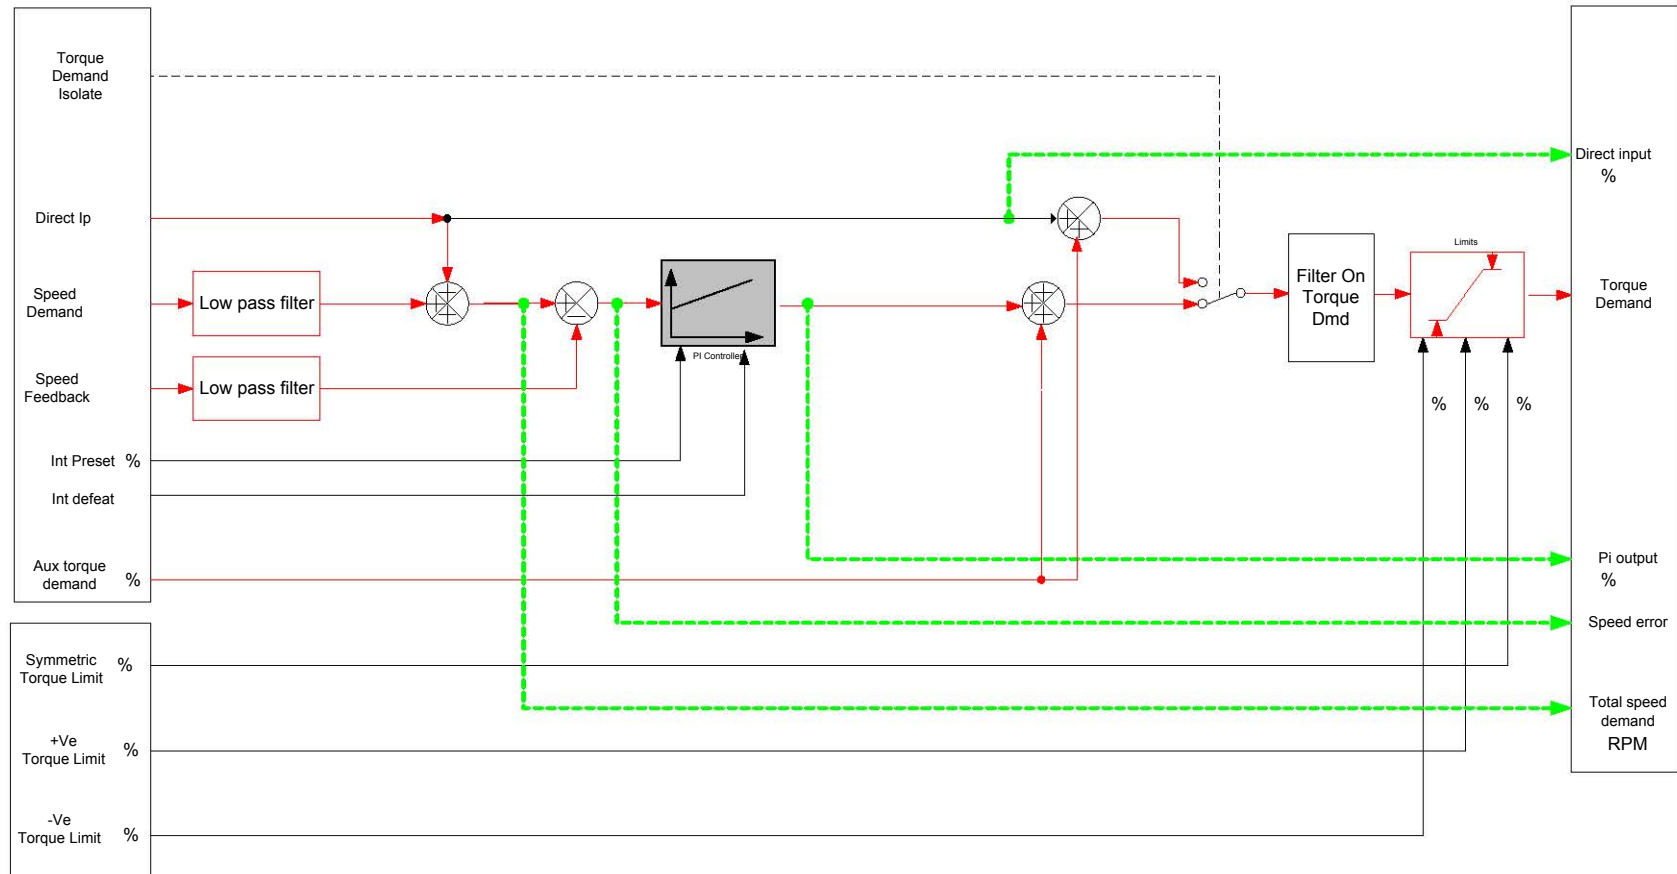 Torque
Demand
Isolate
Direct Ip
Speed
Demand
Speed
Feedback
Int Preset %
Int defeat
Aux torque
demand %
Symmetric %
Torque Limit
+Ve
Torque Limit %
-Ve
Torque Limit %
Low pass filter
Low pass filter
PI Controller
Filter On
Torque
Dmd
Limits
% % %
Direct input
%
Torque
Demand
Pi output
%
Speed error
Total speed
demand
RPM